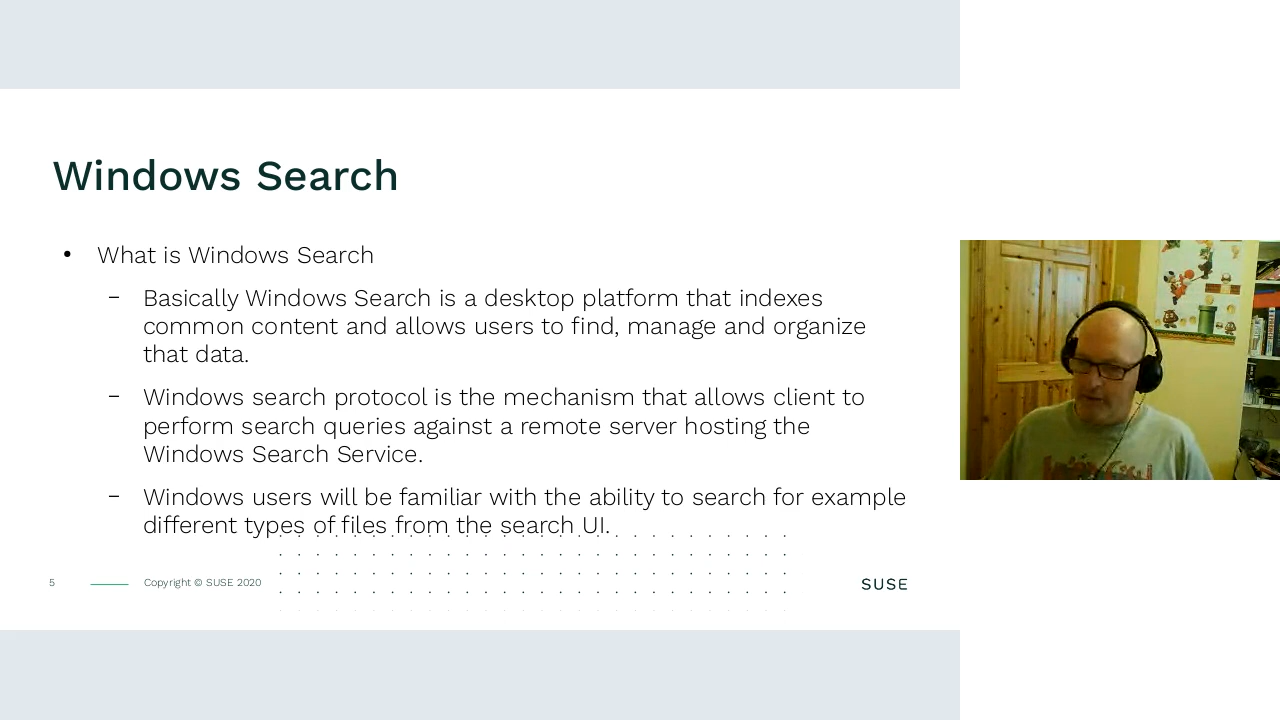 Windows Search
• What is Windows Search
– Basically Windows Search is a desktop platform that indexes
common content and allows users to find, manage and organize
that data.
– Windows search protocol is the mechanism that allows client to
perform search queries against a remote server hosting the
Windows Search Service.
– Windows users will be familiar with the ability to search for example
different types of files from the search UI.
5
Copyright © SUSE 2020
SUSE